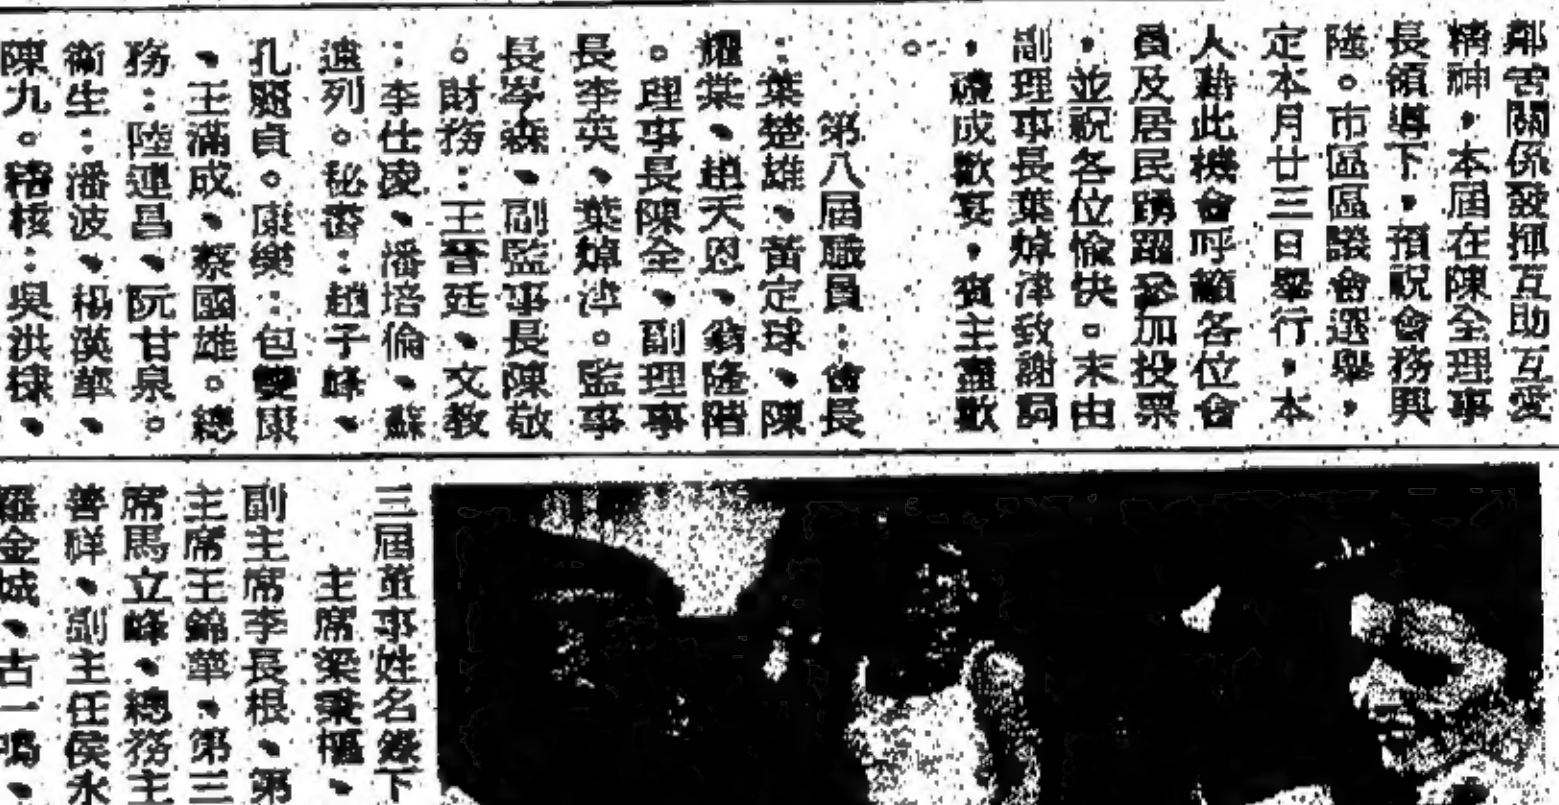 鄰舍關係發揮互助互愛
精神，本屆在陳全理事
長領導下，預祝會務興
隆。市區區議會選舉，
定本月廿三日舉行，本
人藉此機會呼籲各位會
員及居民踴躍參加投票
，並祝各位愉快。末由
副理事長葉焯津致謝詞
，禮成歡宴，賓主盡歡
。
第八屆職員：會長
：葉楚雄、黃定球、陳
耀棠、趙天恩、翁隆階
。理事長陳全、副理事
長李英、葉焯津。監事
長岑森、副監事長陳敬
。財務：王晉廷、文教
：李仕凌、潘培倫、蘇
遠列。秘書：趙子峰、
孔麗貞。康樂：包雙康
、王滿成、蔡國雄。總
務：陸連昌、阮甘泉。
衛生：潘波、楊漢華、
陳九。稽核：吳洪棣、
三屆董事姓名錄下
主席梁秉樞、
副主席李長根、第
主席王錦華、第三
席馬立峰、總務主
善祥、副主任侯永
羅金城、古一鳴、